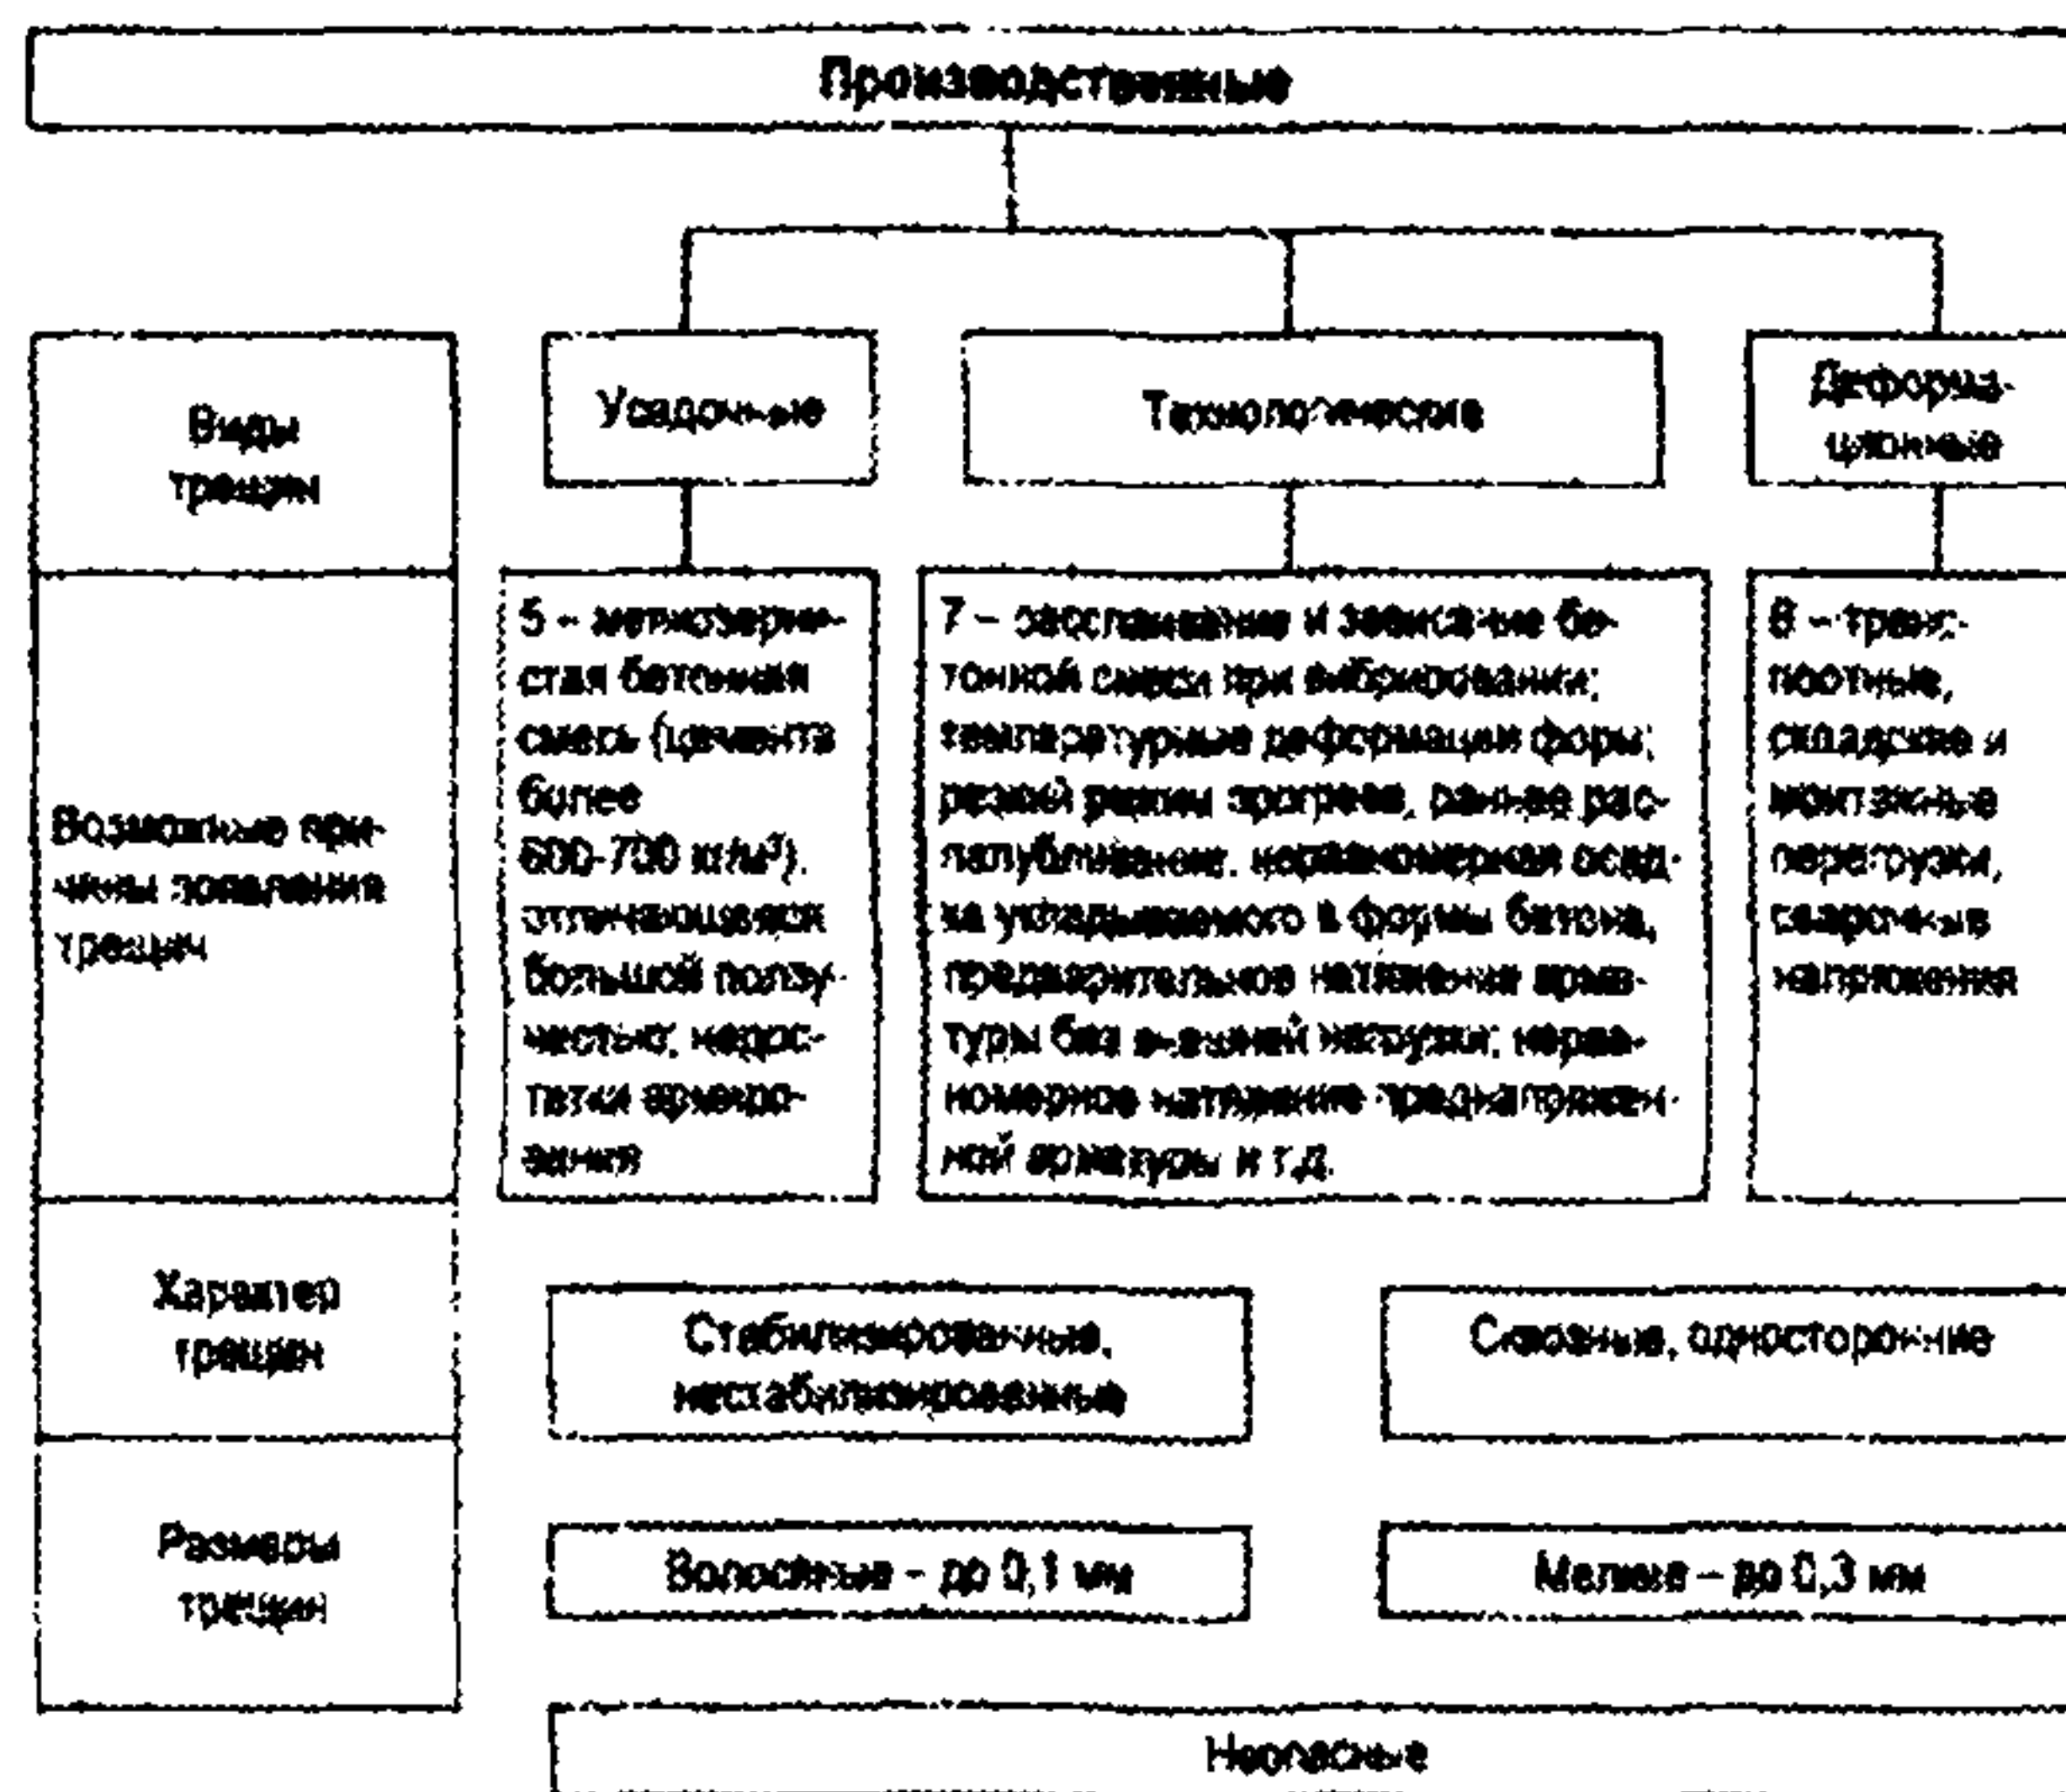 Производственные
Виды
трещин
Усадочные
Технологические
Деформа-
ционные
Возможные при-
чины появления
трещин
5 – мелкозерни-
стая бетонная
смесь (цемента
более
600-700 кг/м³),
отличающаяся
большой ползу-
честью; недос-
татки армиро-
вания
7 – расслаивание и зависание бе-
тонной смеси при вибрировании;
температурные деформации форм;
резкий режим прогрева, раннее рас-
палубливание, неравномерная осад-
ка укладываемого в формы бетона,
предварительное натяжение арма-
туры без внешней нагрузки; нерав-
номерное натяжение преднапряжен-
ной арматуры и т.д.
8 – транс-
портные,
складские и
монтажные
перегрузки,
сварочные
напряжения
Характер
трещин
Стабилизированные,
нестабилизированные
Сквозные, односторонние
Размеры
трещин
Волосяные – до 0,1 мм
Мелкие – до 0,3 мм
Неопасные